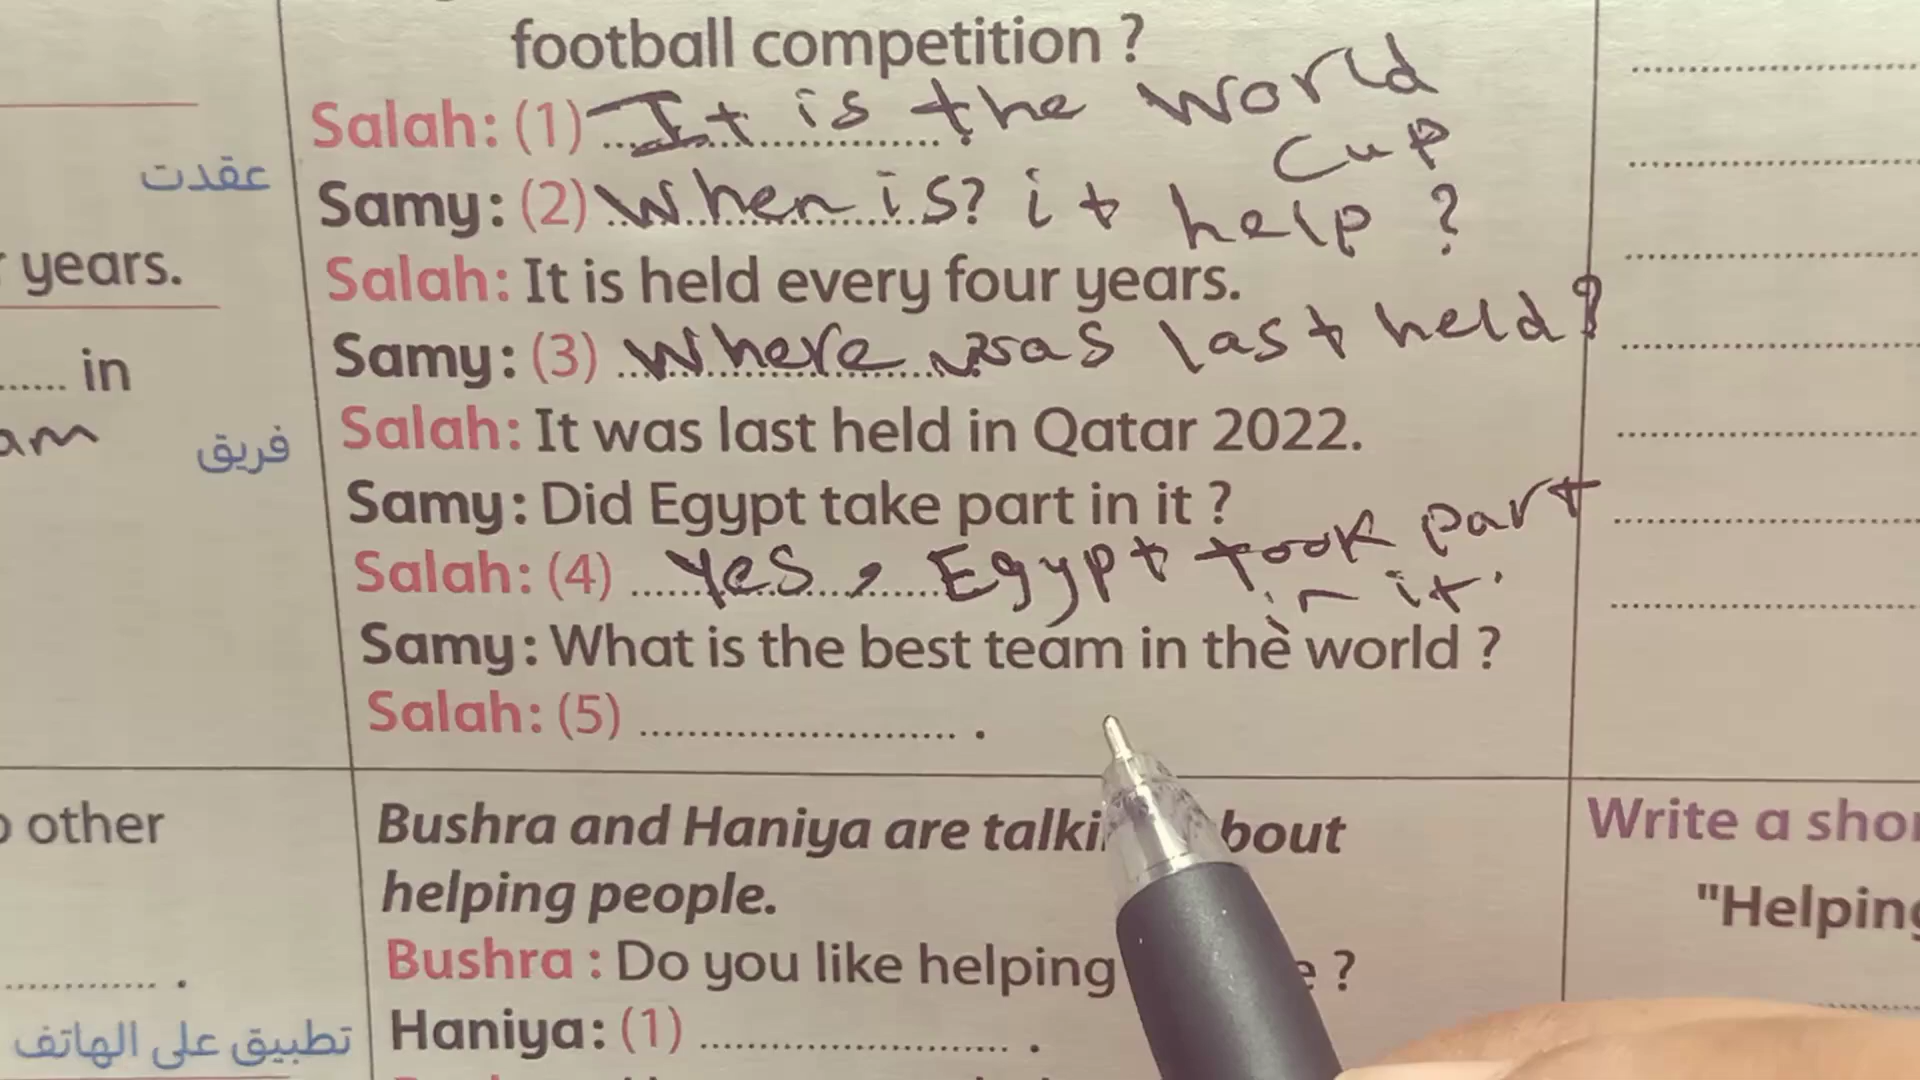 football competition ?
Salah: (1) It is the World
Cup
عقدت
Samy: (2) When is? it help ?
years.
Salah: It is held every four years.
Samy: (3) Where was last held?
...... in
Salah: It was last held in Qatar 2022.
am
فريق
Samy: Did Egypt take part in it ?
Salah: (4) Yes, Egypt took part
in it.
Samy: What is the best team in the world ?
Salah: (5) .......................... .
other
Bushra and Haniya are talki bout
helping people.
Write a shor
"Helping
Bushra : Do you like helping e ?
............. .
تطبيق على الهاتف
Haniya: (1) .......................... .